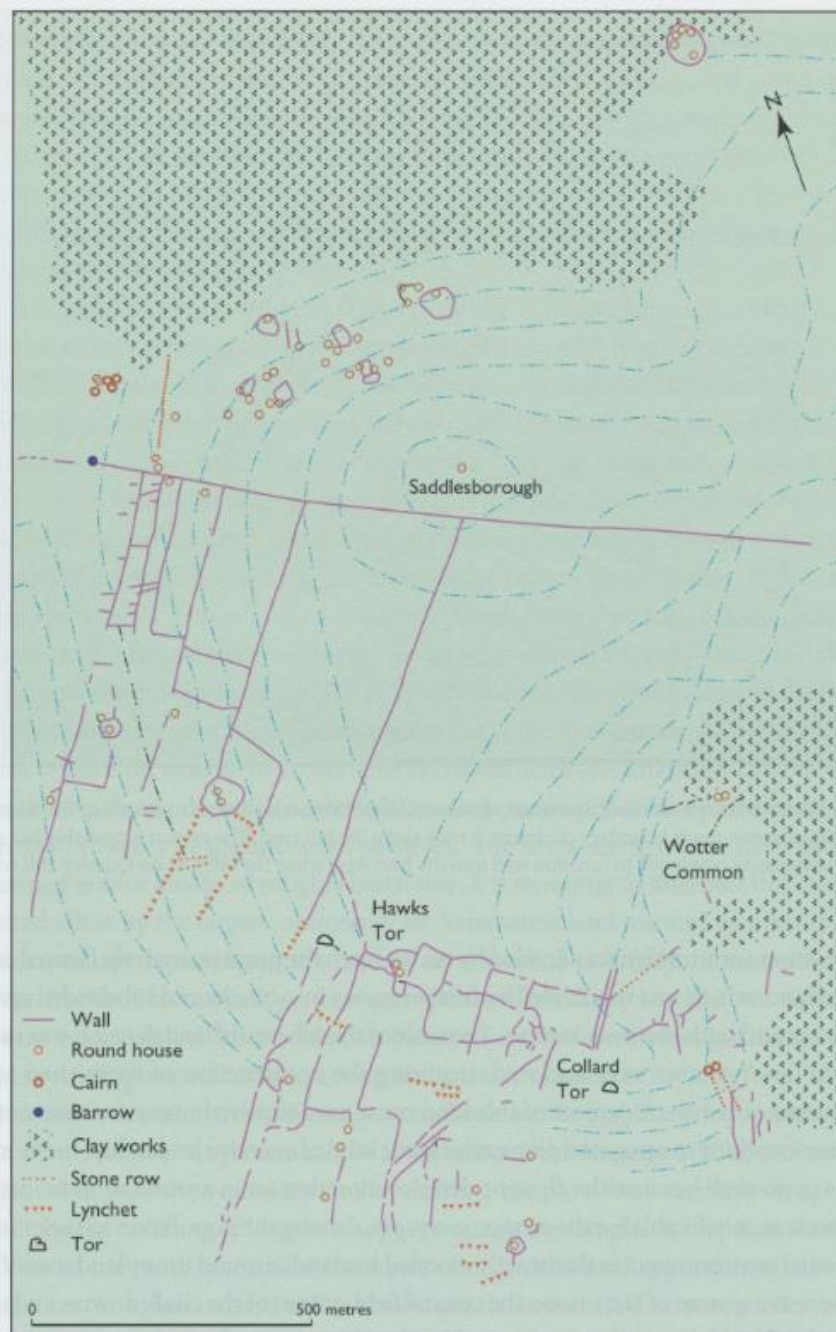 N
Saddlesborough
Wotter
Common
Hawks
Tor
Collard
Tor
Wall
Round house
Cairn
Barrow
Clay works
Stone row
Lynchet
Tor
0
500 metres